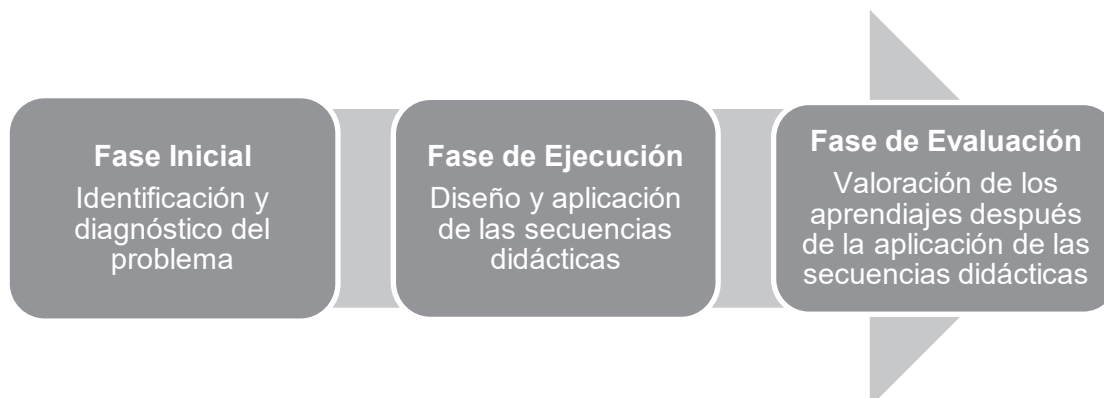 Fase Inicial
Identificación y
diagnóstico del
problema
Fase de Ejecución
Diseño y aplicación
de las secuencias
didácticas
Fase de Evaluación
Valoración de los
aprendiajes después
de la aplicación de las
secuencias didácticas